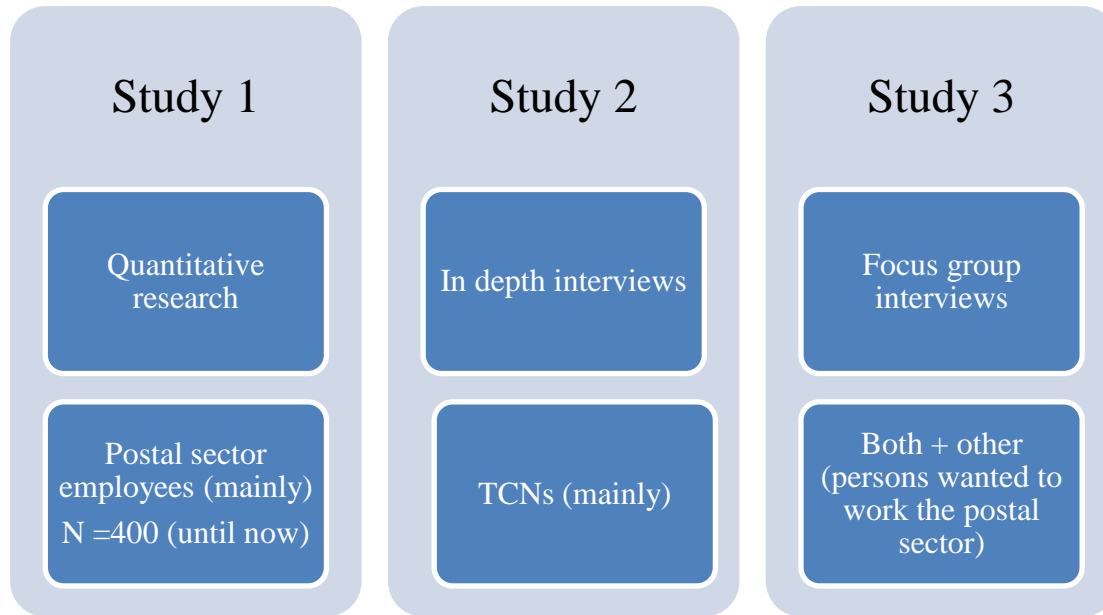 Study 1
Quantitative
research
Postal sector
employees (mainly)
N =400 (until now)
Study 2
In depth interviews
TCNs (mainly)
Study 3
Focus group
interviews
Both + other
(persons wanted to
work the postal
sector)